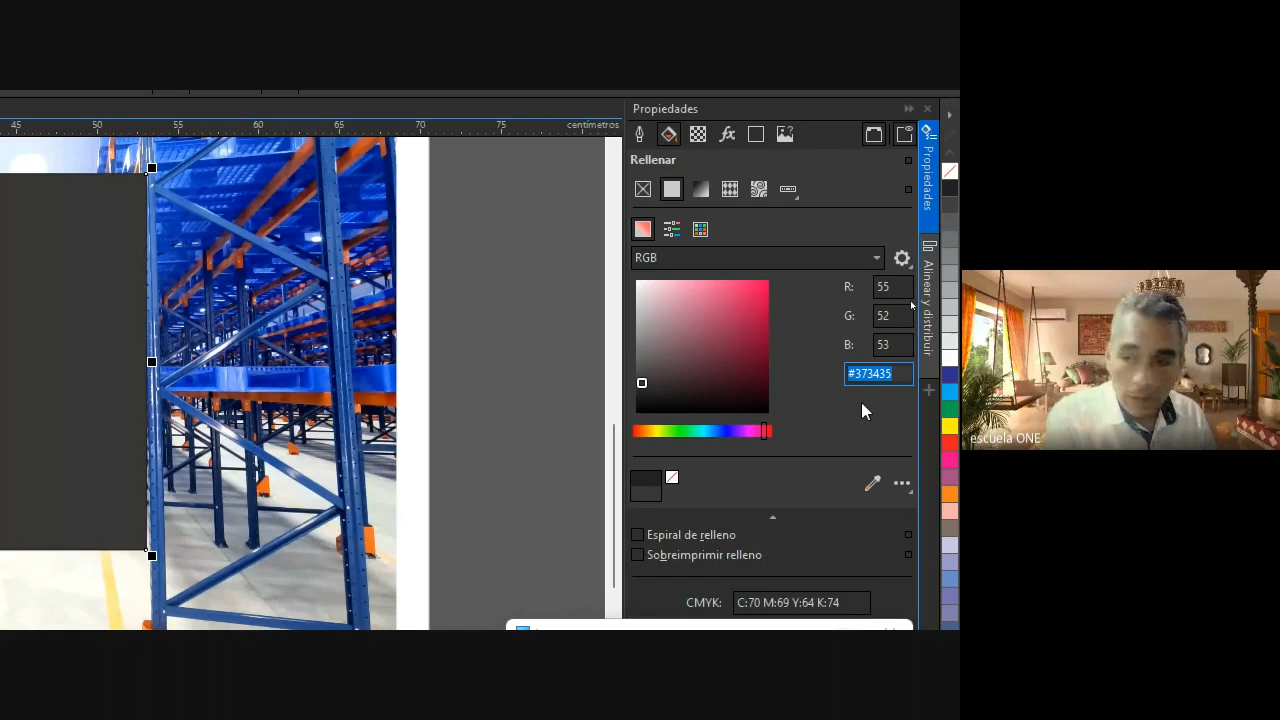 Propiedades
45 50 55 60 65 70 75 centímetros
fx
Rellenar
Propiedades
RGB
Alinear y distribuir
R: 55
G: 52
B: 53
#373435
escuela ONE
Espiral de relleno
Sobreimprimir relleno
CMYK: C:70 M:69 Y:64 K:74